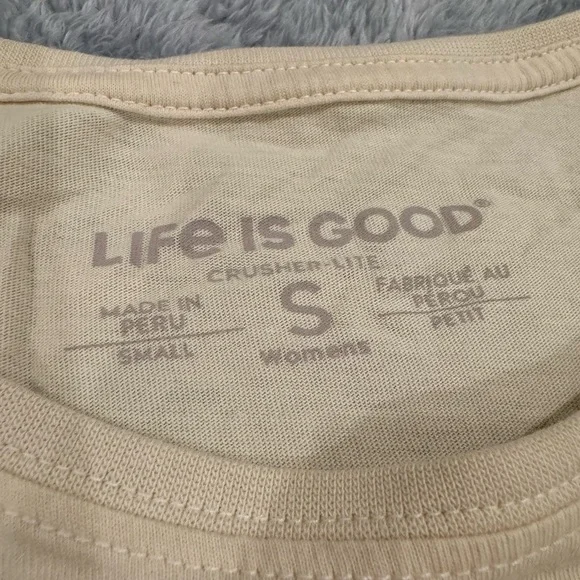 LIFe IS GOOD®
CRUSHER-LITE
MADE IN
PERU
SMALL
S
Womens
FABRIQUÉ AU
PÉROU
PETIT